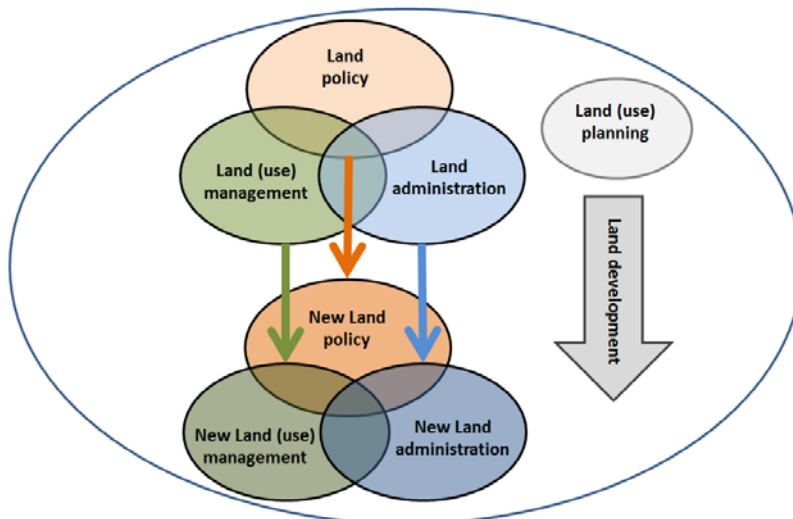 Land
policy
Land (use)
management
Land
administration
Land (use)
planning
Land development
New Land
policy
New Land (use)
management
New Land
administration